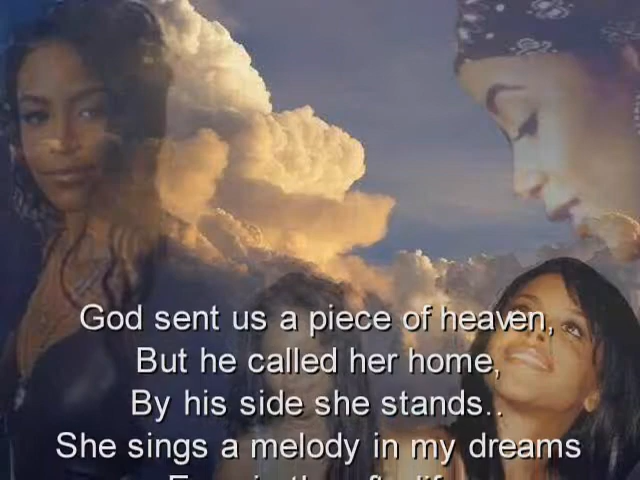 God sent us a piece of heaven,
But he called her home,
By his side she stands..
She sings a melody in my dreams